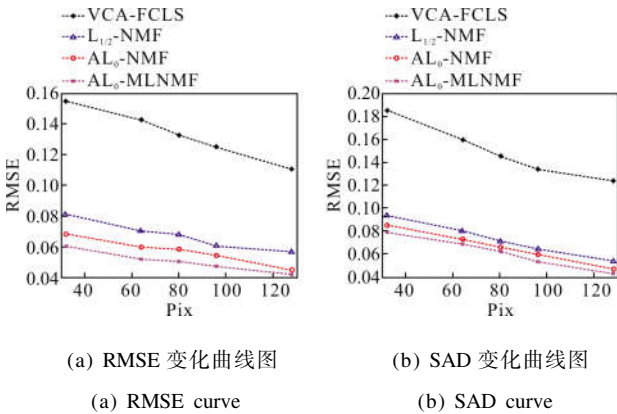 VCA-FCLS
L1/2-NMF
AL0-NMF
AL0-MLNMF
0.16
0.14
0.12
0.10
0.08
0.06
0.04
RMSE
40 60 80 100 120
Pix
(a) RMSE 变化曲线图
(a) RMSE curve
VCA-FCLS
L1/2-NMF
AL0-NMF
AL0-MLNMF
0.20
0.18
0.16
0.14
0.12
0.10
0.08
0.06
0.04
RMSE
40 60 80 100 120
Pix
(b) SAD 变化曲线图
(b) SAD curve